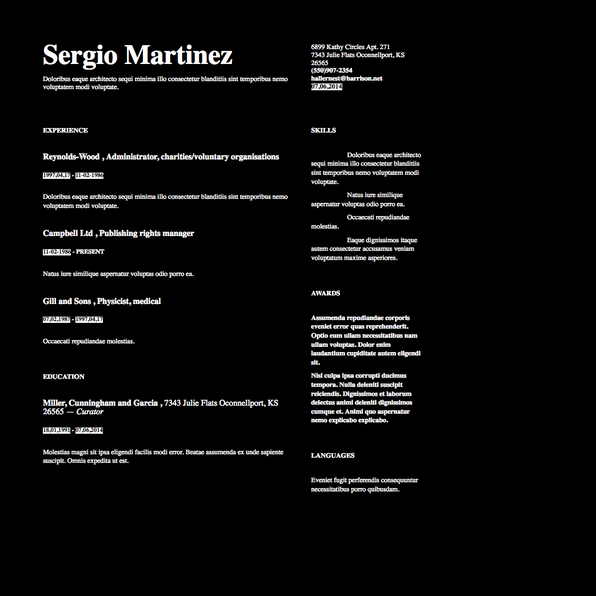 Sergio Martinez
Doloribus eaque architecto sequi minima illo consectetur blanditiis sint temporibus nemo
voluptatem modi voluptate.
6899 Kathy Circles Apt. 271
7343 Julie Flats Oconnellport, KS
26565
(550)907-2354
hallernest@harrison.net
07.06.2014
EXPERIENCE
Reynolds-Wood , Administrator, charities/voluntary organisations
1997.04.17 - 11-02-1986
Doloribus eaque architecto sequi minima illo consectetur blanditiis sint temporibus nemo
voluptatem modi voluptate.
Campbell Ltd , Publishing rights manager
11-02-1986 - PRESENT
Natus iure similique aspernatur voluptas odio porro ea.
Gill and Sons , Physicist, medical
07.02.1987 - 1997.04.17
Occaecati repudiandae molestias.
EDUCATION
Miller, Cunningham and Garcia , 7343 Julie Flats Oconnellport, KS
26565 — Curator
18.01.1991 - 07.06.2014
Molestias magni sit ipsa eligendi facilis modi error. Beatae assumenda ex unde sapiente
suscipit. Omnis expedita ut est.
SKILLS
Doloribus eaque architecto
sequi minima illo consectetur blanditiis
sint temporibus nemo voluptatem modi
voluptate.
Natus iure similique
aspernatur voluptas odio porro ea.
Occaecati repudiandae
molestias.
Eaque dignissimos itaque
autem consectetur accusamus veniam
voluptatum maxime asperiores.
AWARDS
Assumenda repudiandae corporis
eveniet error quas reprehenderit.
Optio eum ullam necessitatibus nam
ullam voluptas. Dolor enim
laudantium cupiditate autem eligendi
sit.
Nisi culpa ipsa corrupti ducimus
tempora. Nulla deleniti suscipit
reiciendis. Dignissimos et laborum
delectus animi deleniti dignissimos
cumque et. Animi quo aspernatur
nemo explicabo explicabo.
LANGUAGES
Eveniet fugit perferendis consequuntur
necessitatibus porro quibusdam.